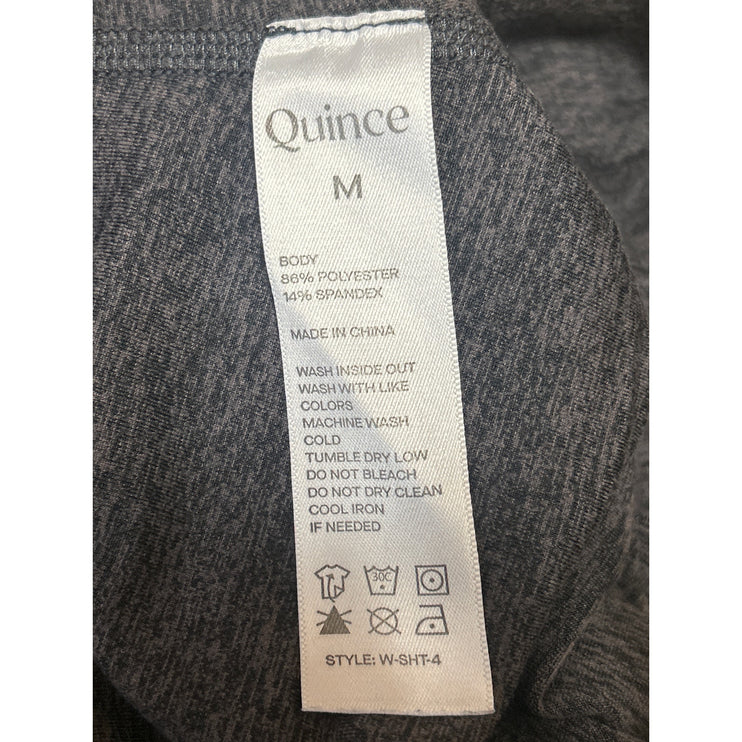 Quince
M
BODY
86% POLYESTER
14% SPANDEX
MADE IN CHINA
WASH INSIDE OUT
WASH WITH LIKE
COLORS
MACHINE WASH
COLD
TUMBLE DRY LOW
DO NOT BLEACH
DO NOT DRY CLEAN
COOL IRON
IF NEEDED
30C
STYLE: W-SHT-4